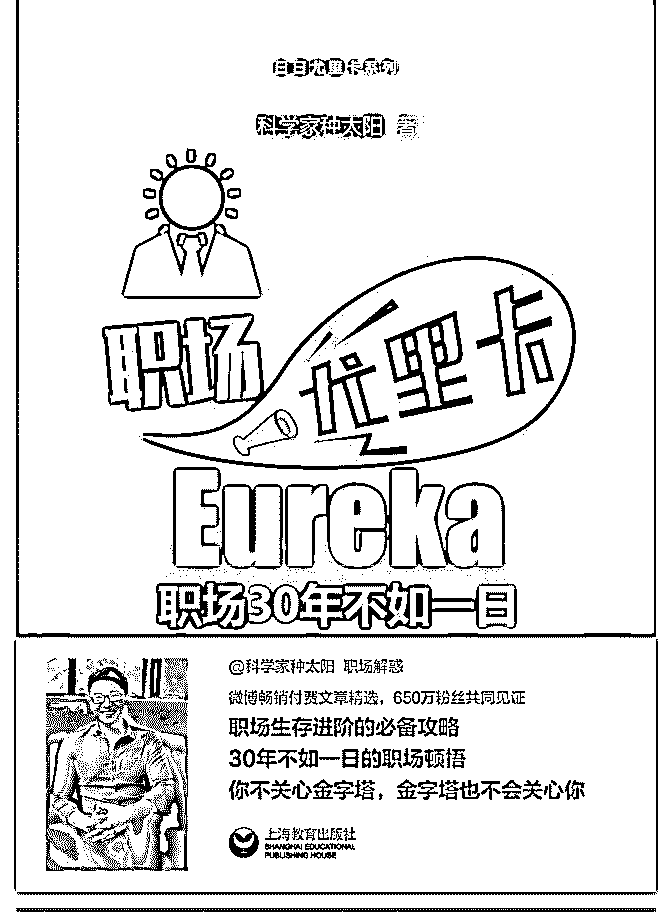 日日尤里卡系列
科学家种太阳 著
职场
尤里卡
Eureka
职场30年不如一日
@科学家种太阳 职场解惑
微博畅销付费文章精选，650万粉丝共同见证
职场生存进阶的必备攻略
30年不如一日的职场顿悟
你不关心金字塔，金字塔也不会关心你
上海教育出版社
SHANGHAI EDUCATIONAL
PUBLISHING HOUSE